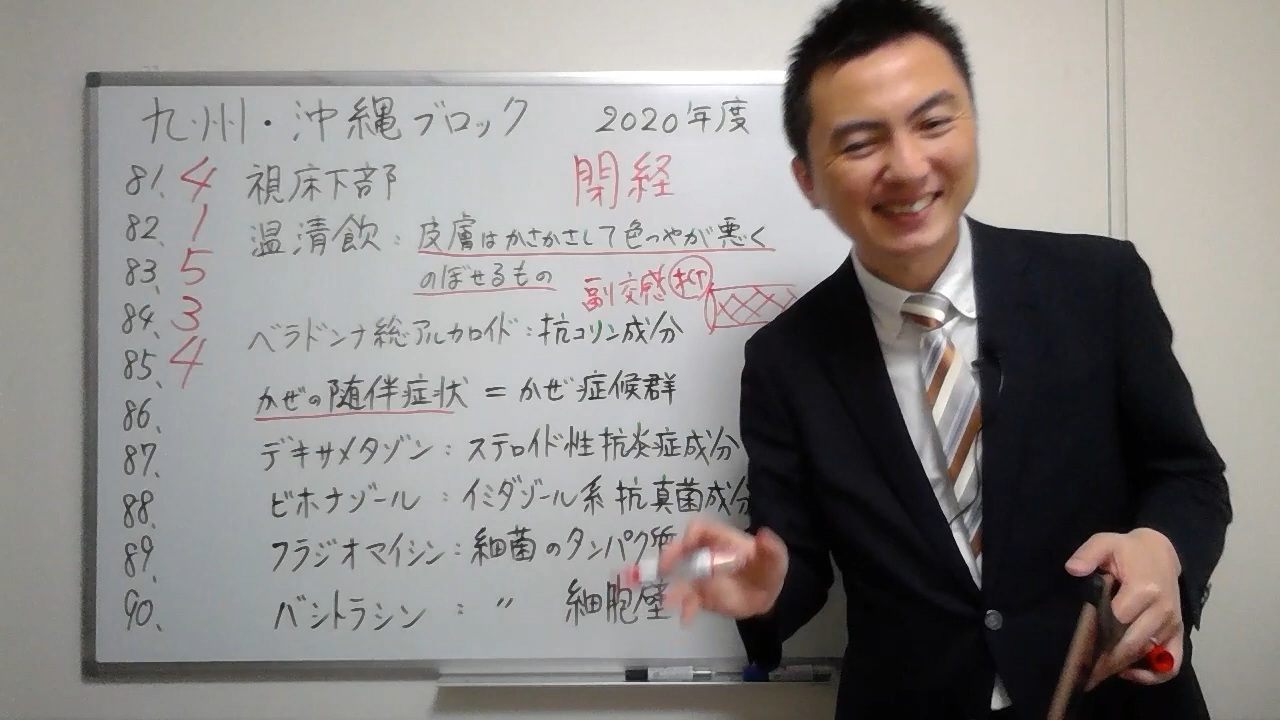 九州・沖縄ブロック 2020年度
81. 4 視床下部 閉経
82. 1 温清飲：皮膚はかさかさして色つやが悪く
83. 5 のぼせるもの 副交感
84. 3 ベラドンナ総アルカロイド：抗コリン成分
85. 4
86. かぜの随伴症状＝かぜ症候群
87. デキサメタゾン：ステロイド性抗炎症成分
88. ビホナゾール：イミダゾール系抗真菌成分
89. フラジオマイシン：細菌のタンパク質
90. バシトラシン：〃 細胞壁